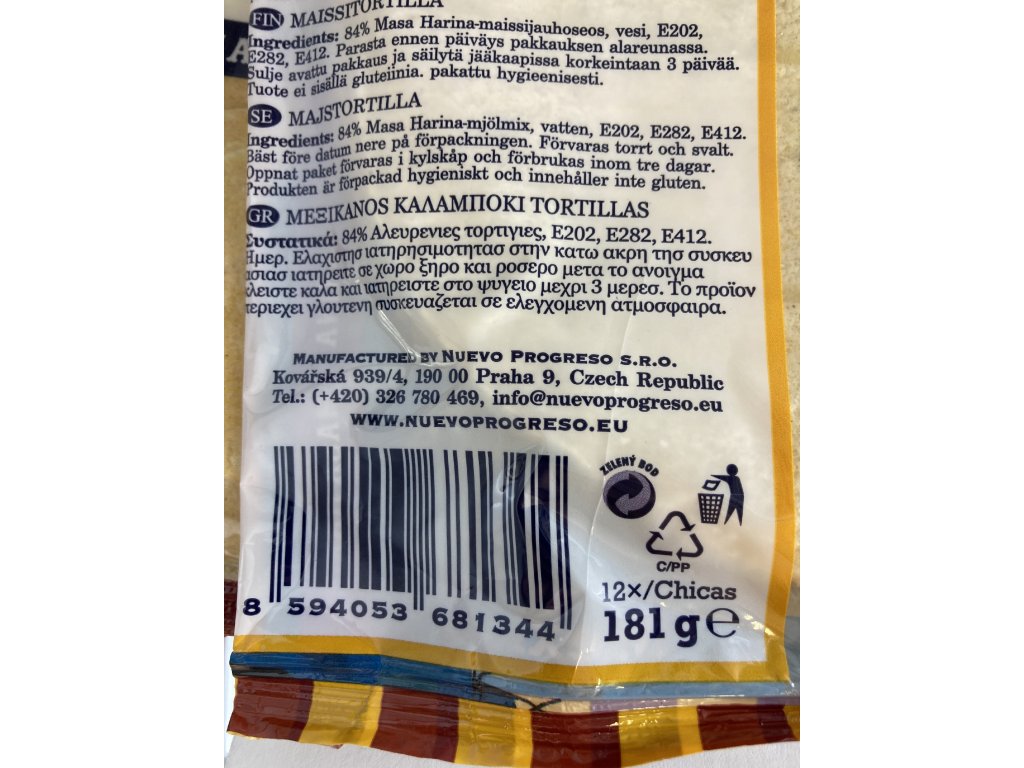 FIN MAISSITORTILLA
Ingredients: 84% Masa Harina-maissijauhoseos, vesi, E202,
E282, E412. Parasta ennen päiväys pakkauksen alareunassa.
Sulje avattu pakkaus ja säilytä jääkaapissa korkeintaan 3 päivää.
Tuote ei sisällä gluteiinia. pakattu hygieenisesti.
SE MAJSTORTILLA
Ingredients: 84% Masa Harina-mjölmix, vatten, E202, E282, E412.
Bäst före datum nere på förpackningen. Förvaras torrt och svalt.
Öppnat paket förvaras i kylskåp och förbrukas inom tre dagar.
Produkten är förpackad hygieniskt och innehåller inte gluten.
GR ΜΕΞΙΚΑΝΟS ΚΑΛΑΜΠΟΚΙ TORTILLAS
Συστατικά: 84% Αλευρενιες τορτιγιες, E202, E282, E412.
Ημερ. Ελαχιστησ ιατηρησιμοτητασ στην κατω ακρη τησ συσκευ
ασιασ ιατηρειτε σε χωρο ξηρο και ροσερο μετα το ανοιγμα
κλειστε καλα και ιατηρειστε στο ψυγειο μεχρι 3 μερεσ. Το προϊον
περιεχει γλουτενη συσκευαζεται σε ελεγχομενη ατμοσφαιρα.
MANUFACTURED BY NUEVO PROGRESO S.R.O.
Kovářská 939/4, 190 00 Praha 9, Czech Republic
Tel.: (+420) 326 780 469, info@nuevoprogreso.eu
WWW.NUEVOPROGRESO.EU
ZELENÝ BOD
C/PP
12×/Chicas
181 g e
8 594053 681344